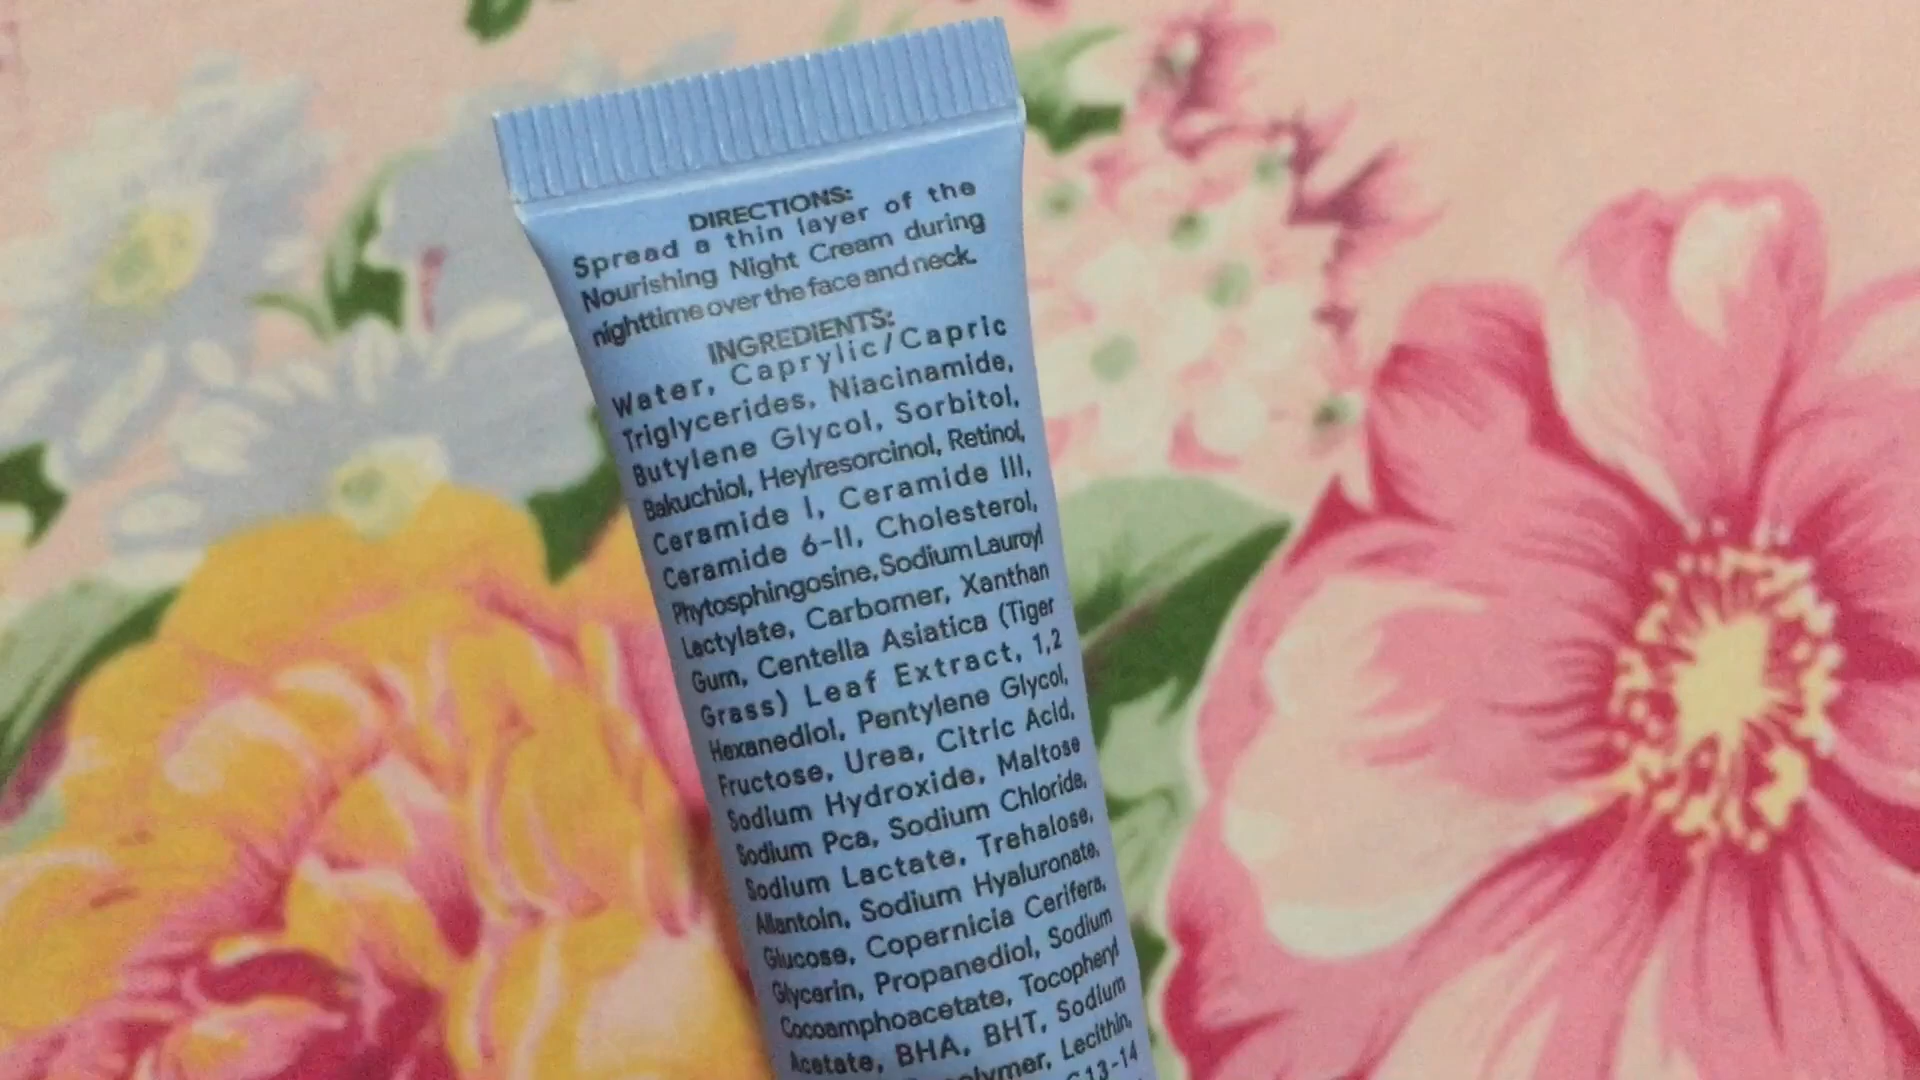 DIRECTIONS:
Spread a thin layer of the
Nourishing Night Cream during
nighttime over the face and neck.
INGREDIENTS:
Water, Caprylic/Capric
Triglycerides, Niacinamide,
Butylene Glycol, Sorbitol,
Bakuchiol, Heylresorcinol, Retinol,
Ceramide I, Ceramide III,
Ceramide 6-II, Cholesterol,
Phytosphingosine, Sodium Lauroyl
Lactylate, Carbomer, Xanthan
Gum, Centella Asiatica (Tiger
Grass) Leaf Extract, 1,2
Hexanediol, Pentylene Glycol,
Fructose, Urea, Citric Acid,
Sodium Hydroxide, Maltose
Sodium Pca, Sodium Chloride,
Sodium Lactate, Trehalose,
Allantoin, Sodium Hyaluronate,
Glucose, Copernicia Cerifera,
Glycerin, Propanediol, Sodium
Cocoamphoacetate, Tocopheryl
Acetate, BHA, BHT, Sodium
Lecithin,
C13-14